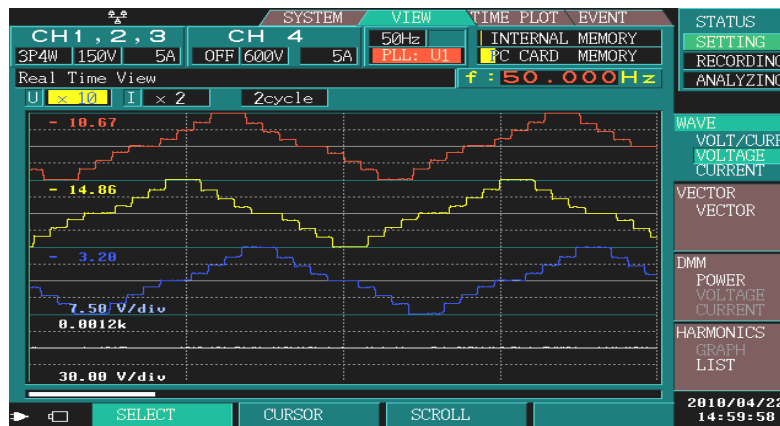 SYSTEM VIEW TIME PLOT EVENT
STATUS
CH1,2,3 CH 4 50Hz INTERNAL MEMORY
SETTING
3P4W 150V 5A OFF 600V 5A PLL: U1 PC CARD MEMORY
RECORDING
Real Time View f:50.000Hz
ANALYZING
U × 10 I × 2 2cycle
- 10.67
WAVE
VOLT/CURR
VOLTAGE
CURRENT
- 14.86
VECTOR
VECTOR
- 3.20
DMM
POWER
VOLTAGE
CURRENT
7.50 V/div
0.0012k
HARMONICS
GRAPH
LIST
30.00 V/div
SELECT CURSOR SCROLL
2010/04/22
14:59:58